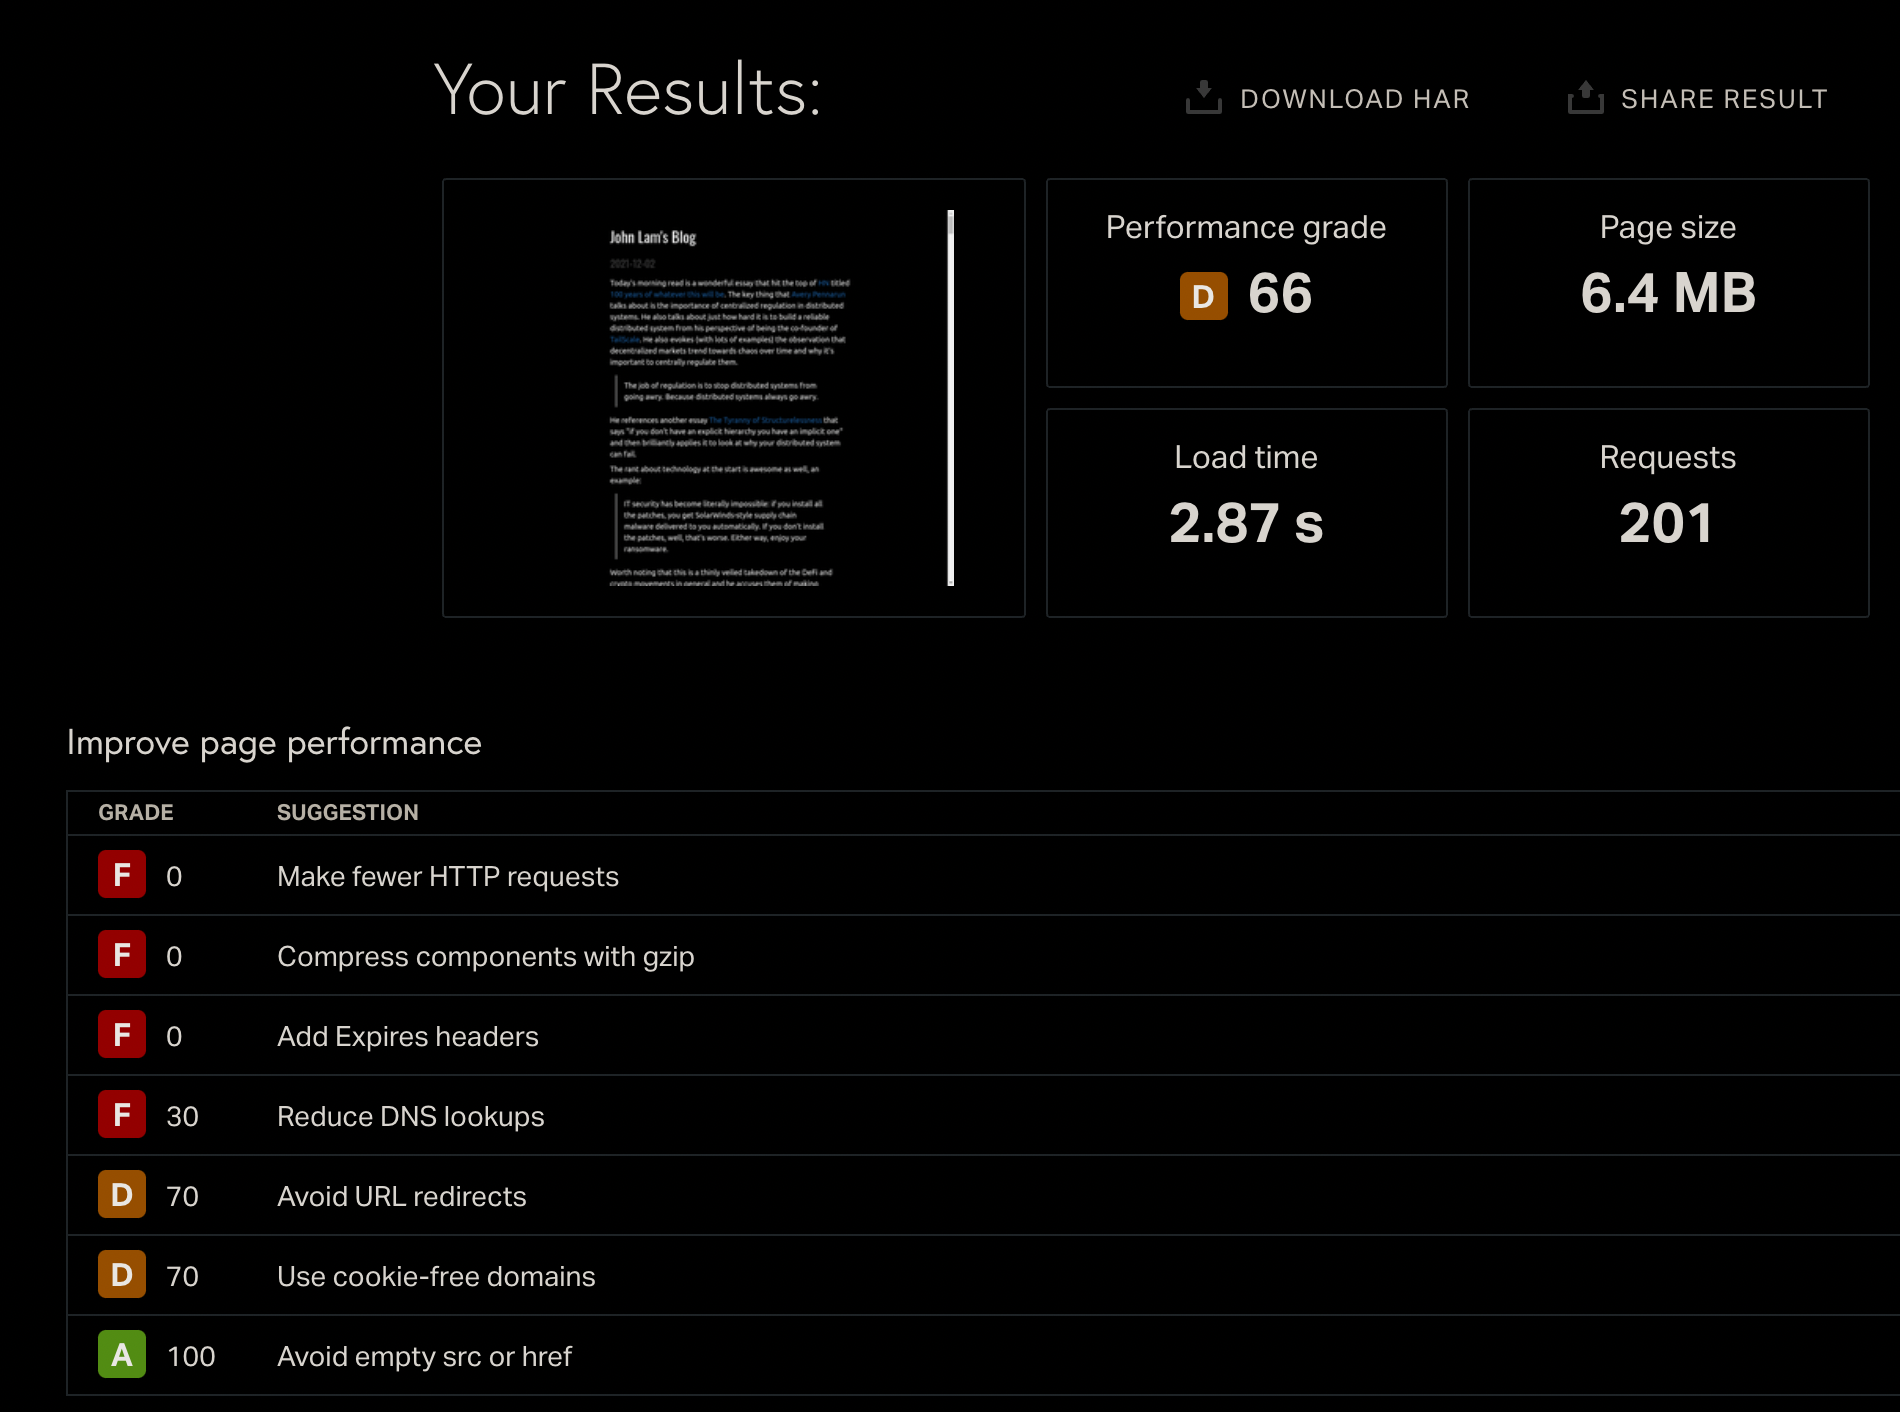 Your Results:
DOWNLOAD HAR
SHARE RESULT
John Lam's Blog
2021-12-02
Today's morning read is a wonderful essay that hit the top of HN titled
100 years of whatever this will be. The key thing that Avery Pennarun
talks about is the importance of centralized regulation in distributed
systems. He also talks about just how hard it is to build a reliable
distributed system from his perspective of being the co-founder of
TailScale. He also evokes (with lots of examples) the observation that
decentralized markets trend towards chaos over time and why it's
important to centrally regulate them.
The job of regulation is to stop distributed systems from
going awry. Because distributed systems always go awry.
He references another essay The Tyranny of Structurelessness that
says "if you don't have an explicit hierarchy you have an implicit one"
and then brilliantly applies it to look at why your distributed system
can fail.
The rant about technology at the start is awesome as well, an
example:
IT security has become literally impossible: if you install all
the patches, you get SolarWinds-style supply chain
malware delivered to you automatically. If you don't install
the patches, well, that's worse. Either way, enjoy your
ransomware.
Worth noting that this is a thinly veiled takedown of the DeFi and
crypto movements in general and he accuses them of making
Performance grade
D 66
Page size
6.4 MB
Load time
2.87 s
Requests
201
Improve page performance
GRADE SUGGESTION
F 0 Make fewer HTTP requests
F 0 Compress components with gzip
F 0 Add Expires headers
F 30 Reduce DNS lookups
D 70 Avoid URL redirects
D 70 Use cookie-free domains
A 100 Avoid empty src or href